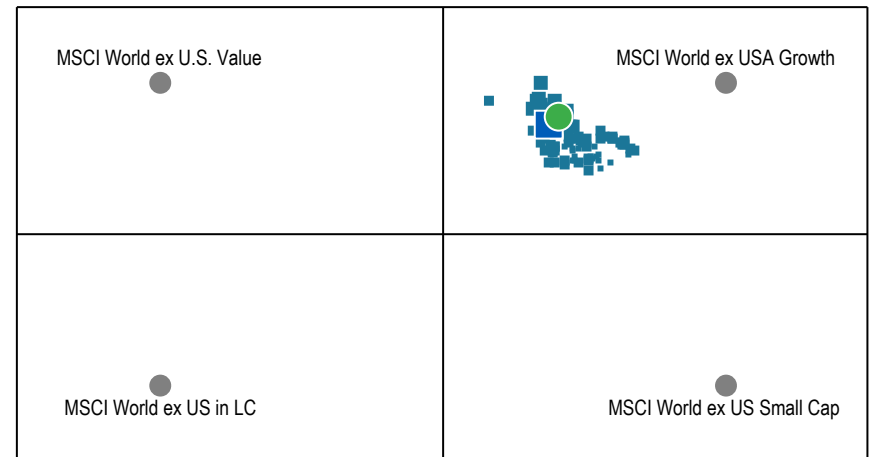 MSCI World ex U.S. Value
MSCI World ex USA Growth
MSCI World ex US in LC
MSCI World ex US Small Cap